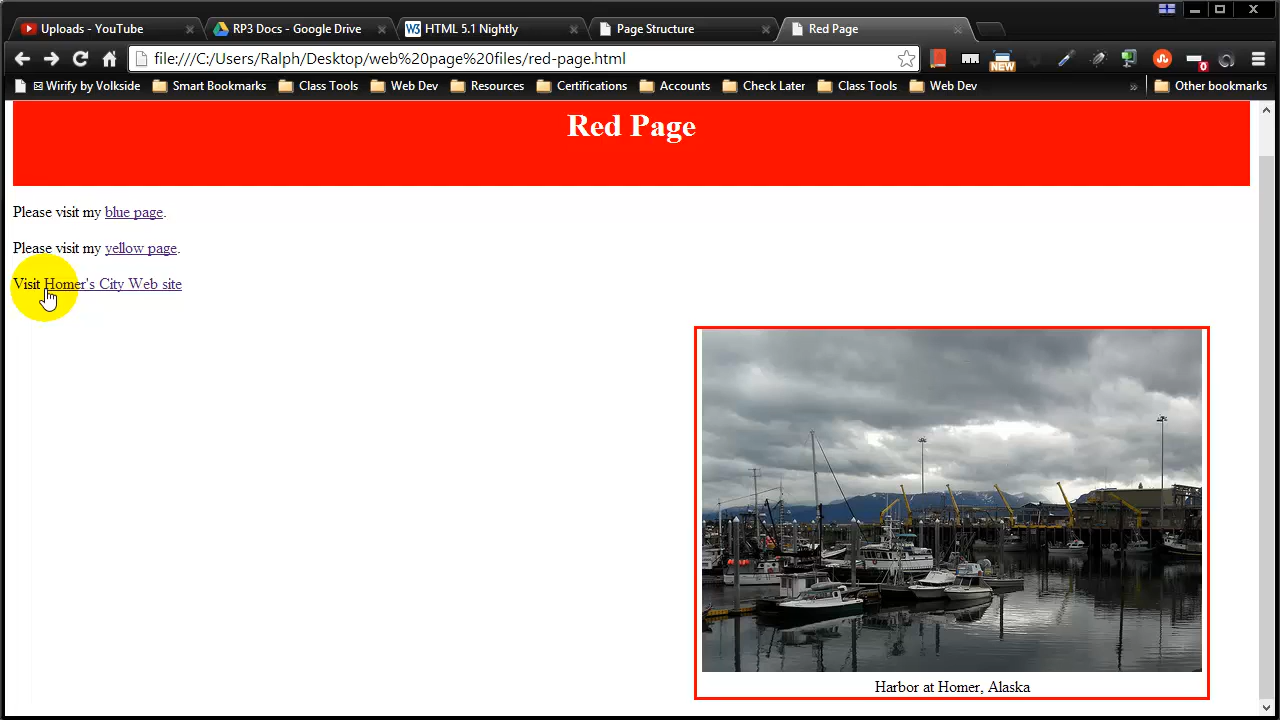 Uploads - YouTube
RP3 Docs - Google Drive
HTML 5.1 Nightly
Page Structure
Red Page
file:///C:/Users/Ralph/Desktop/web%20page%20files/red-page.html
NEW
0
Wirify by Volkside
Smart Bookmarks
Class Tools
Web Dev
Resources
Certifications
Accounts
Check Later
Class Tools
Web Dev
»
Other bookmarks
Red Page
Please visit my blue page.
Please visit my yellow page.
Visit Homer's City Web site
Harbor at Homer, Alaska